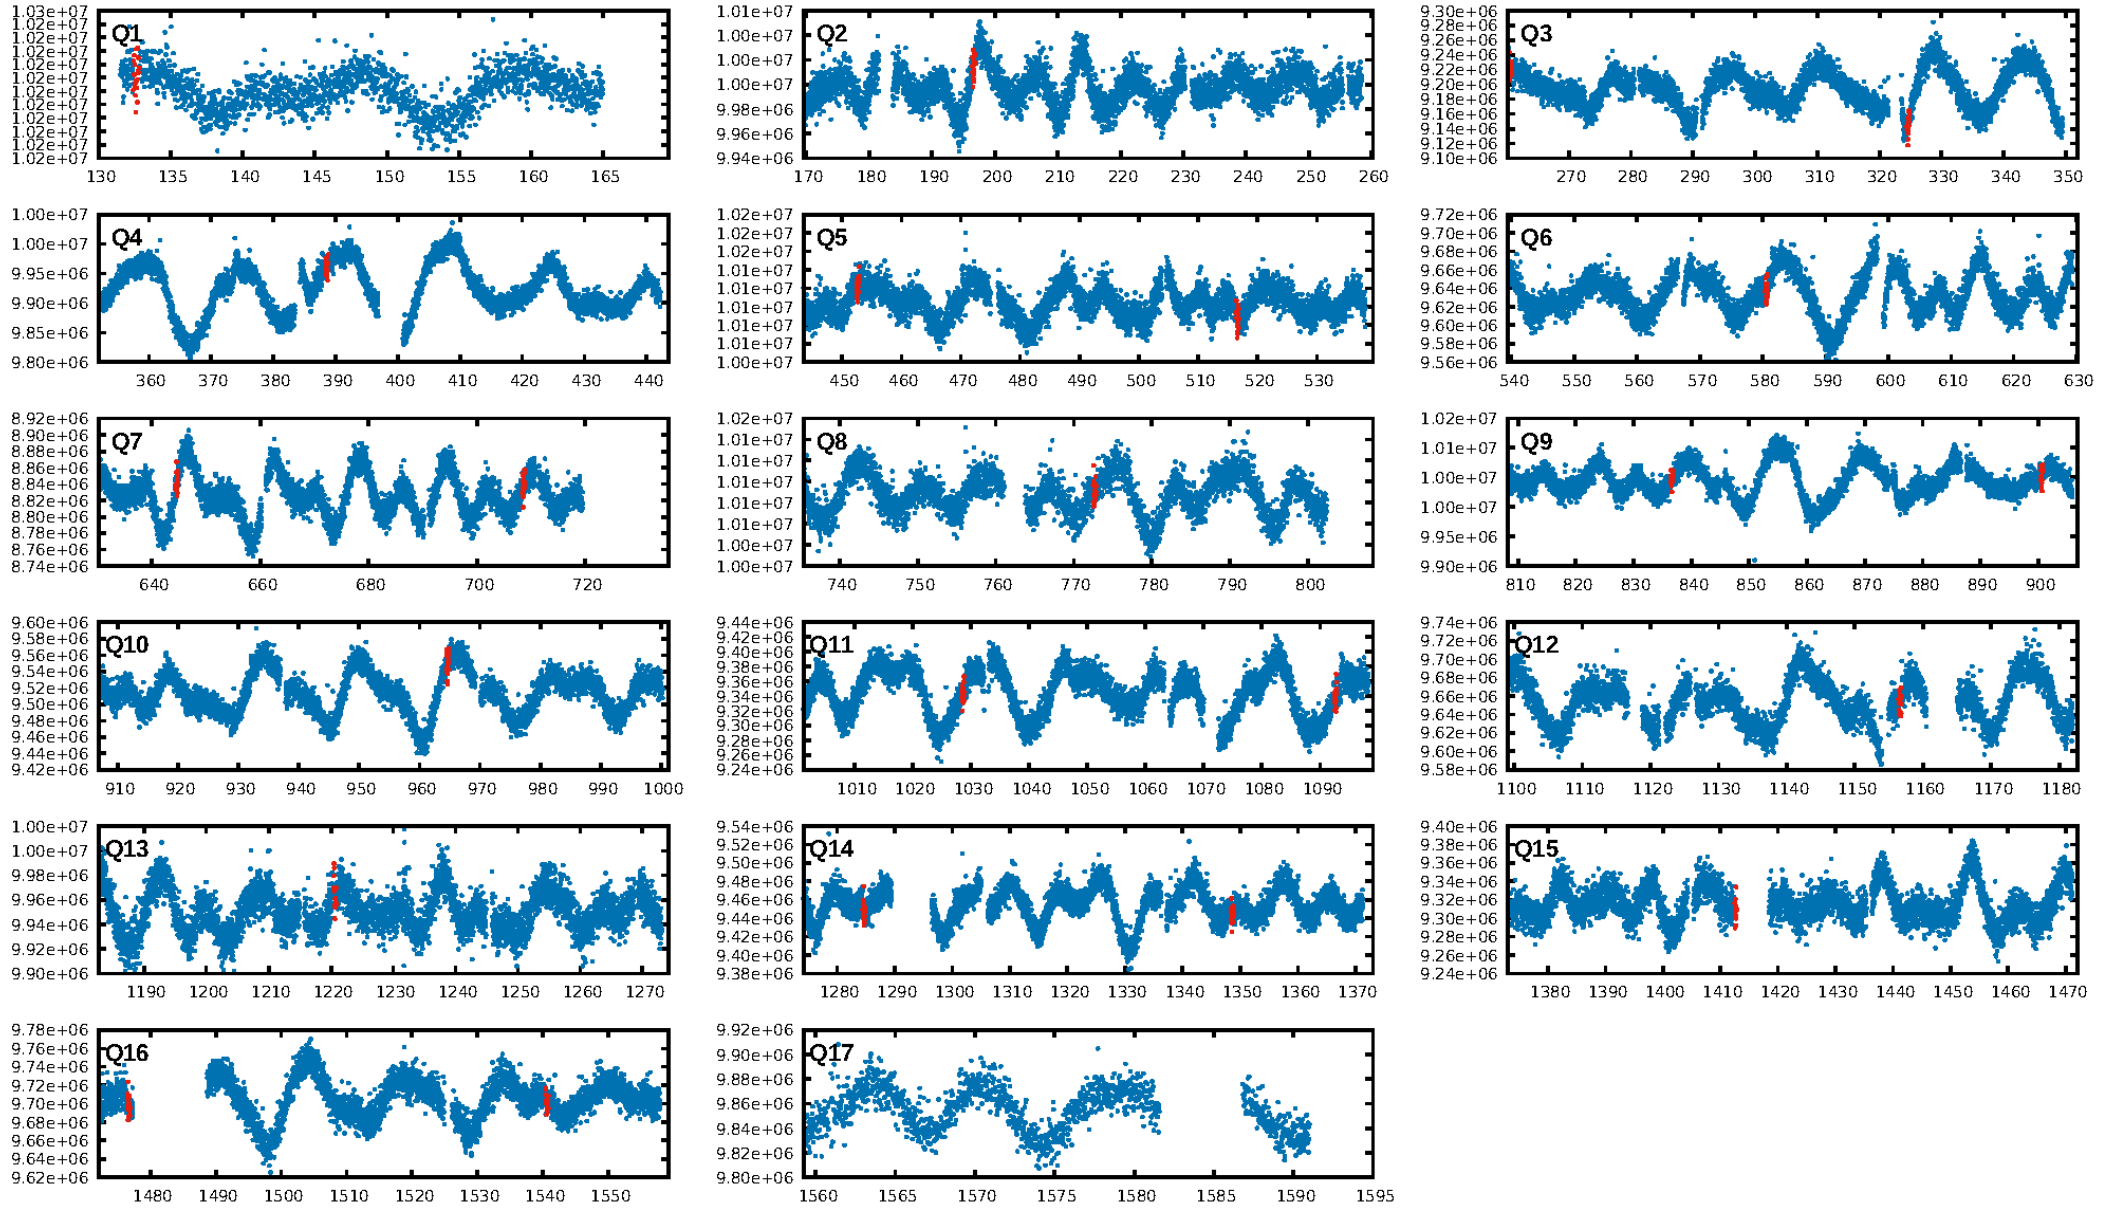 1.03e+07
1.02e+07
1.02e+07
1.02e+07
1.02e+07
1.02e+07
1.02e+07
1.02e+07
1.02e+07
1.02e+07
1.02e+07
1.02e+07
Q1
130 135 140 145 150 155 160 165
1.01e+07
1.00e+07
1.00e+07
1.00e+07
9.98e+06
9.96e+06
9.94e+06
Q2
170 180 190 200 210 220 230 240 250 260
9.30e+06
9.28e+06
9.26e+06
9.24e+06
9.22e+06
9.20e+06
9.18e+06
9.16e+06
9.14e+06
9.12e+06
9.10e+06
Q3
270 280 290 300 310 320 330 340 350
1.00e+07
1.00e+07
9.95e+06
9.90e+06
9.85e+06
9.80e+06
Q4
360 370 380 390 400 410 420 430 440
1.02e+07
1.02e+07
1.01e+07
1.01e+07
1.01e+07
1.01e+07
1.01e+07
1.01e+07
1.00e+07
Q5
450 460 470 480 490 500 510 520 530
9.72e+06
9.70e+06
9.68e+06
9.66e+06
9.64e+06
9.62e+06
9.60e+06
9.58e+06
9.56e+06
Q6
540 550 560 570 580 590 600 610 620 630
8.92e+06
8.90e+06
8.88e+06
8.86e+06
8.84e+06
8.82e+06
8.80e+06
8.78e+06
8.76e+06
8.74e+06
Q7
640 660 680 700 720
1.02e+07
1.01e+07
1.01e+07
1.01e+07
1.01e+07
1.01e+07
1.00e+07
1.00e+07
Q8
740 750 760 770 780 790 800
1.02e+07
1.01e+07
1.00e+07
1.00e+07
9.95e+06
9.90e+06
Q9
810 820 830 840 850 860 870 880 890 900
9.60e+06
9.58e+06
9.56e+06
9.54e+06
9.52e+06
9.50e+06
9.48e+06
9.46e+06
9.44e+06
9.42e+06
Q10
910 920 930 940 950 960 970 980 990 1000
9.44e+06
9.42e+06
9.40e+06
9.38e+06
9.36e+06
9.34e+06
9.32e+06
9.30e+06
9.28e+06
9.26e+06
9.24e+06
Q11
1010 1020 1030 1040 1050 1060 1070 1080 1090
9.74e+06
9.72e+06
9.70e+06
9.68e+06
9.66e+06
9.64e+06
9.62e+06
9.60e+06
9.58e+06
Q12
1100 1110 1120 1130 1140 1150 1160 1170 1180
1.00e+07
1.00e+07
9.98e+06
9.96e+06
9.94e+06
9.92e+06
9.90e+06
Q13
1190 1200 1210 1220 1230 1240 1250 1260 1270
9.54e+06
9.52e+06
9.50e+06
9.48e+06
9.46e+06
9.44e+06
9.42e+06
9.40e+06
9.38e+06
Q14
1280 1290 1300 1310 1320 1330 1340 1350 1360 1370
9.40e+06
9.38e+06
9.36e+06
9.34e+06
9.33e+06
9.30e+06
9.28e+06
9.26e+06
9.24e+06
Q15
1380 1390 1400 1410 1420 1430 1440 1450 1460 1470
9.78e+06
9.76e+06
9.74e+06
9.72e+06
9.70e+06
9.68e+06
9.66e+06
9.64e+06
9.62e+06
Q16
1480 1490 1500 1510 1520 1530 1540 1550
9.92e+06
9.90e+06
9.88e+06
9.86e+06
9.84e+06
9.82e+06
9.80e+06
Q17
1560 1565 1570 1575 1580 1585 1590 1595